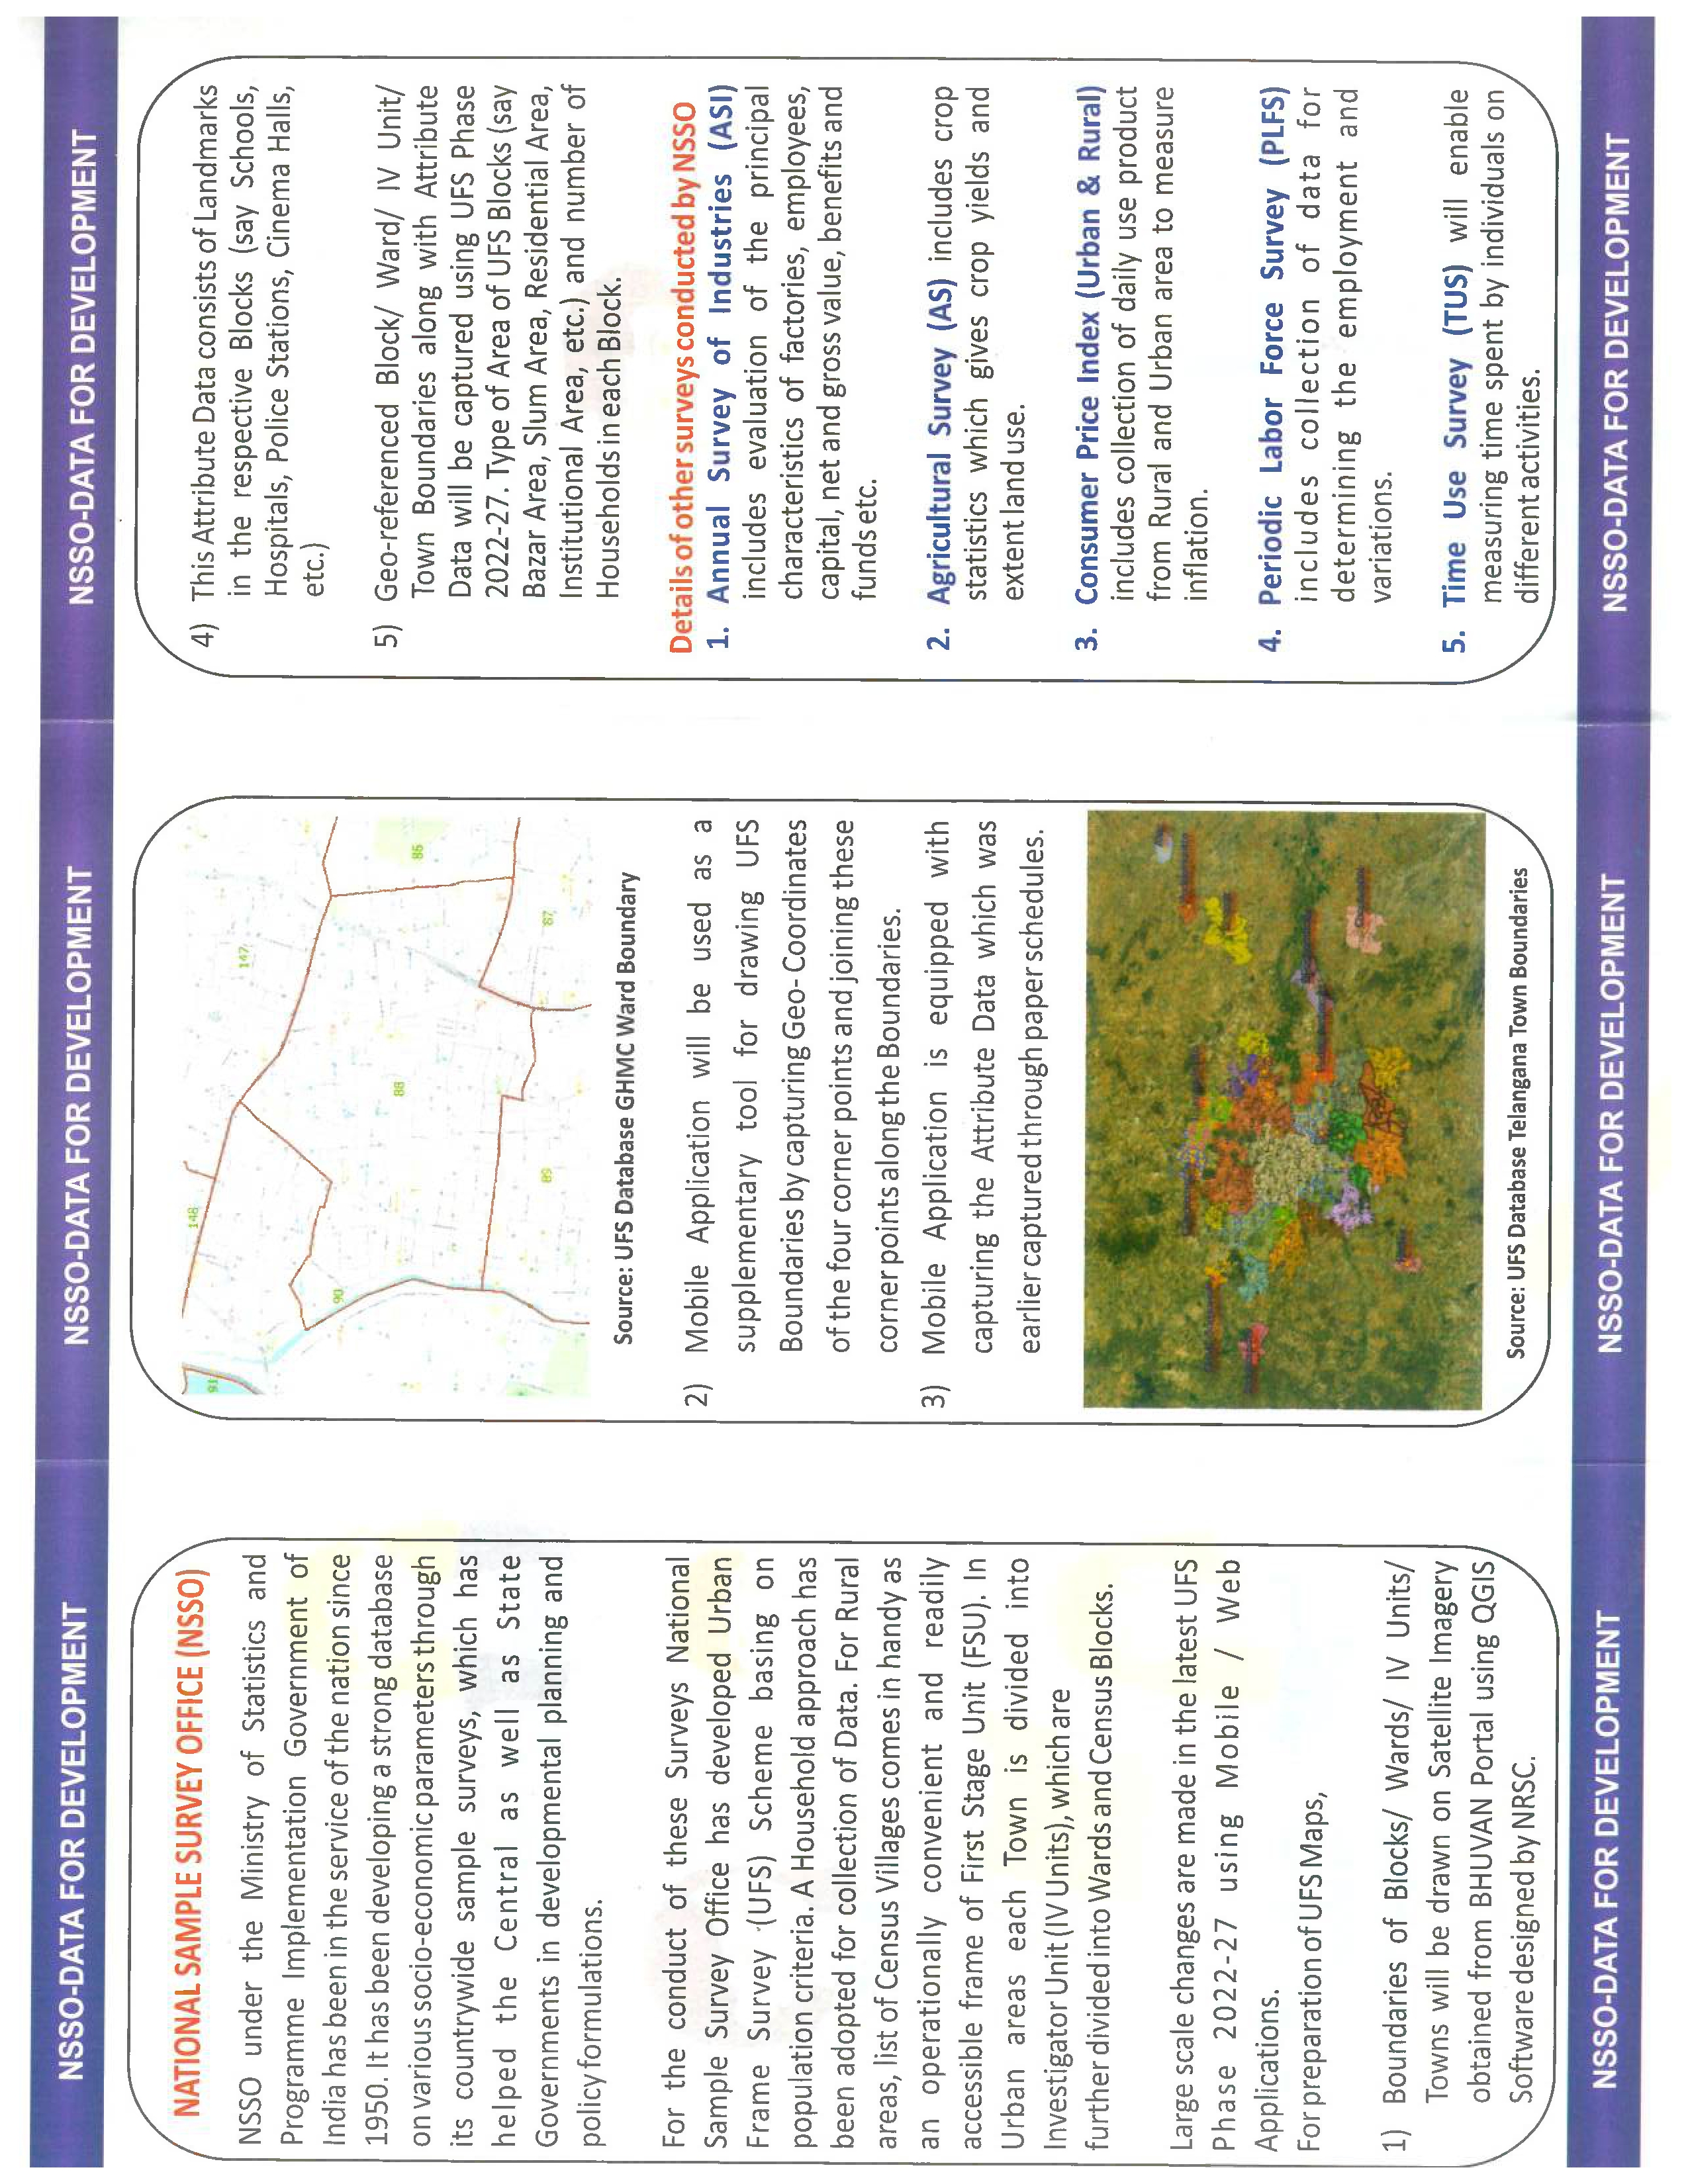 NSSO-DATA FOR DEVELOPMENT
NATIONAL SAMPLE SURVEY OFFICE (NSSO)
NSSO under the Ministry of Statistics and
Programme Implementation Government of
India has been in the service of the nation since
1950. It has been developing a strong database
on various socio-economic parameters through
its countrywide sample surveys, which has
helped the Central as well as State
Governments in developmental planning and
policy formulations.
For the conduct of these Surveys National
Sample Survey Office has developed Urban
Frame Survey (UFS) Scheme basing on
population criteria. A Household approach has
been adopted for collection of Data. For Rural
areas, list of Census Villages comes in handy as
an operationally convenient and readily
accessible frame of First Stage Unit (FSU). In
Urban areas each Town is divided into
Investigator Unit (IV Units), which are
further divided into Wards and Census Blocks.
Large scale changes are made in the latest UFS
Phase 2022-27 using Mobile / Web
Applications.
For preparation of UFS Maps,
1) Boundaries of Blocks/ Wards/ IV Units/
Towns will be drawn on Satellite Imagery
obtained from BHUVAN Portal using QGIS
Software designed by NRSC.
NSSO-DATA FOR DEVELOPMENT
NSSO-DATA FOR DEVELOPMENT
148
91
147
90
88
86
89
87
Source: UFS Database GHMC Ward Boundary
2) Mobile Application will be used as a
supplementary tool for drawing UFS
Boundaries by capturing Geo- Coordinates
of the four corner points and joining these
corner points along the Boundaries.
3) Mobile Application is equipped with
capturing the Attribute Data which was
earlier captured through paper schedules.
Source: UFS Database Telangana Town Boundaries
NSSO-DATA FOR DEVELOPMENT
NSSO-DATA FOR DEVELOPMENT
4) This Attribute Data consists of Landmarks
in the respective Blocks (say Schools,
Hospitals, Police Stations, Cinema Halls,
etc.)
5) Geo-referenced Block/ Ward/ IV Unit/
Town Boundaries along with Attribute
Data will be captured using UFS Phase
2022-27. Type of Area of UFS Blocks (say
Bazar Area, Slum Area, Residential Area,
Institutional Area, etc.) and number of
Households in each Block.
Details of other surveys conducted by NSSO
1. Annual Survey of Industries (ASI)
includes evaluation of the principal
characteristics of factories, employees,
capital, net and gross value, benefits and
funds etc.
2. Agricultural Survey (AS) includes crop
statistics which gives crop yields and
extent land use.
3. Consumer Price Index (Urban & Rural)
includes collection of daily use product
from Rural and Urban area to measure
inflation.
4. Periodic Labor Force Survey (PLFS)
includes collection of data for
determining the employment and
variations.
5. Time Use Survey (TUS) will enable
measuring time spent by individuals on
different activities.
NSSO-DATA FOR DEVELOPMENT